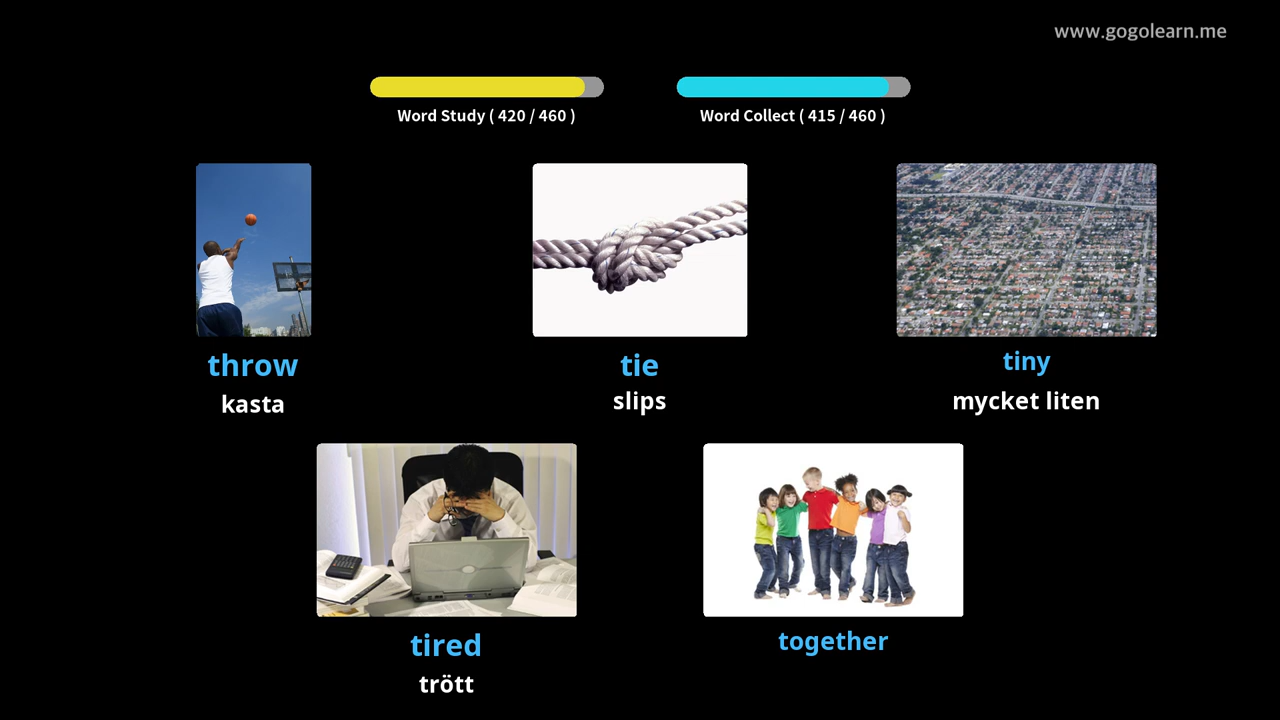 www.gogolearn.me
Word Study ( 420 / 460 )
Word Collect ( 415 / 460 )
throw
kasta
tie
slips
tiny
mycket liten
tired
trött
together